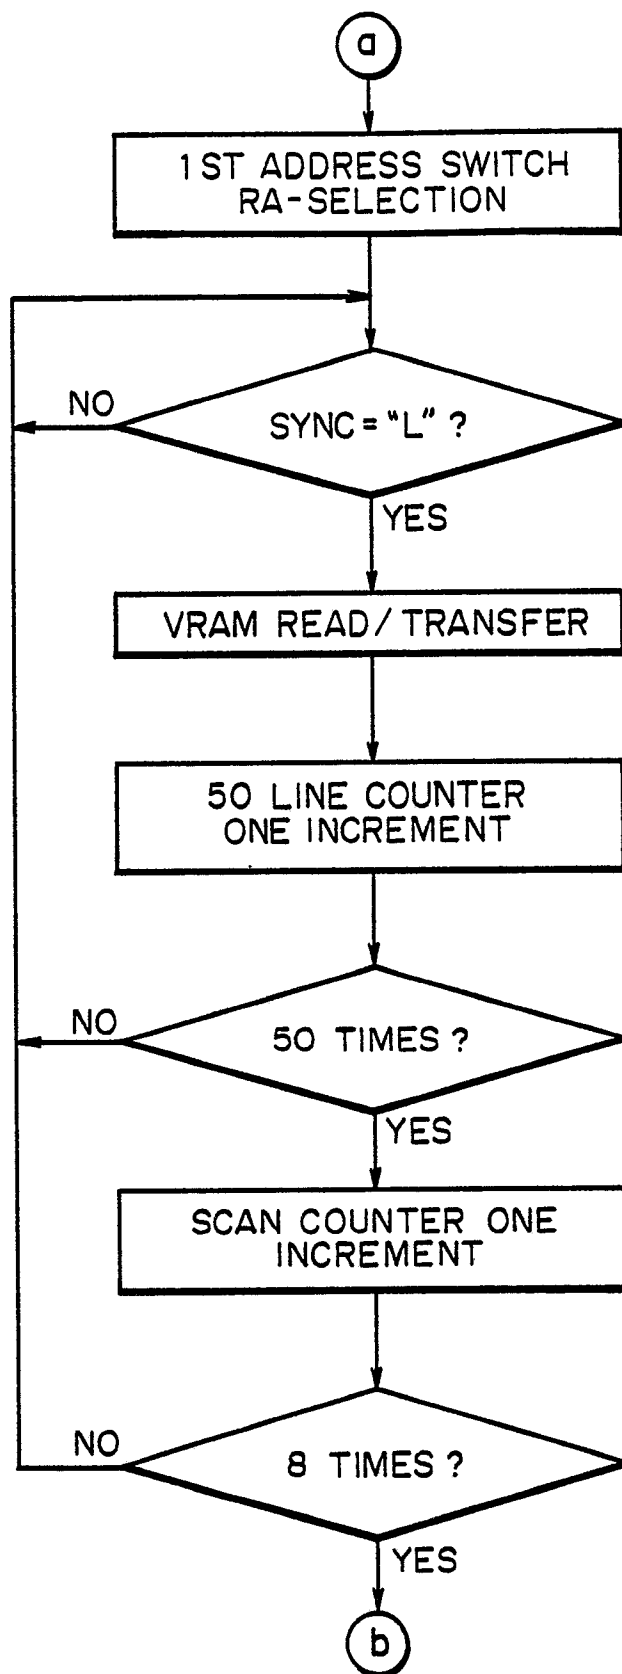 a
1ST ADDRESS SWITCH
RA-SELECTION
NO
SYNC="L"?
YES
VRAM READ/TRANSFER
50 LINE COUNTER
ONE INCREMENT
NO
50 TIMES?
YES
SCAN COUNTER ONE
INCREMENT
NO
8 TIMES?
YES
b